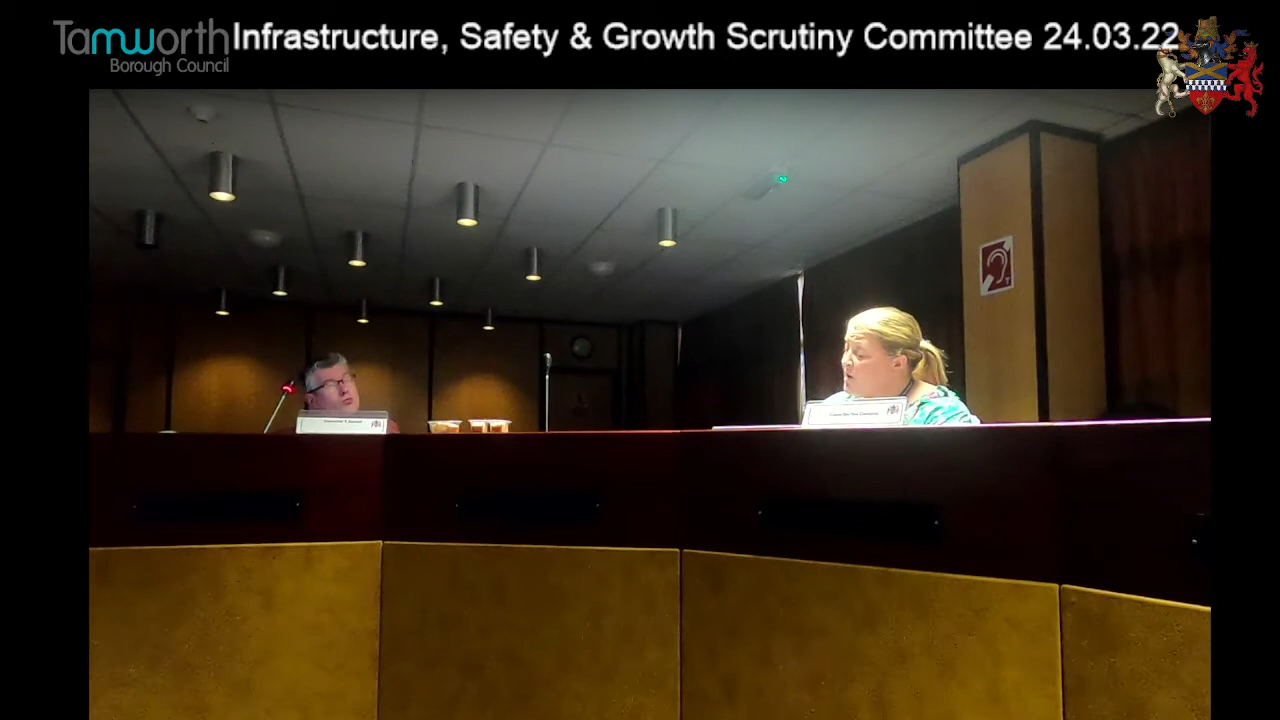 Tamworth
Borough Council
Infrastructure, Safety & Growth Scrutiny Committee 24.03.22
T